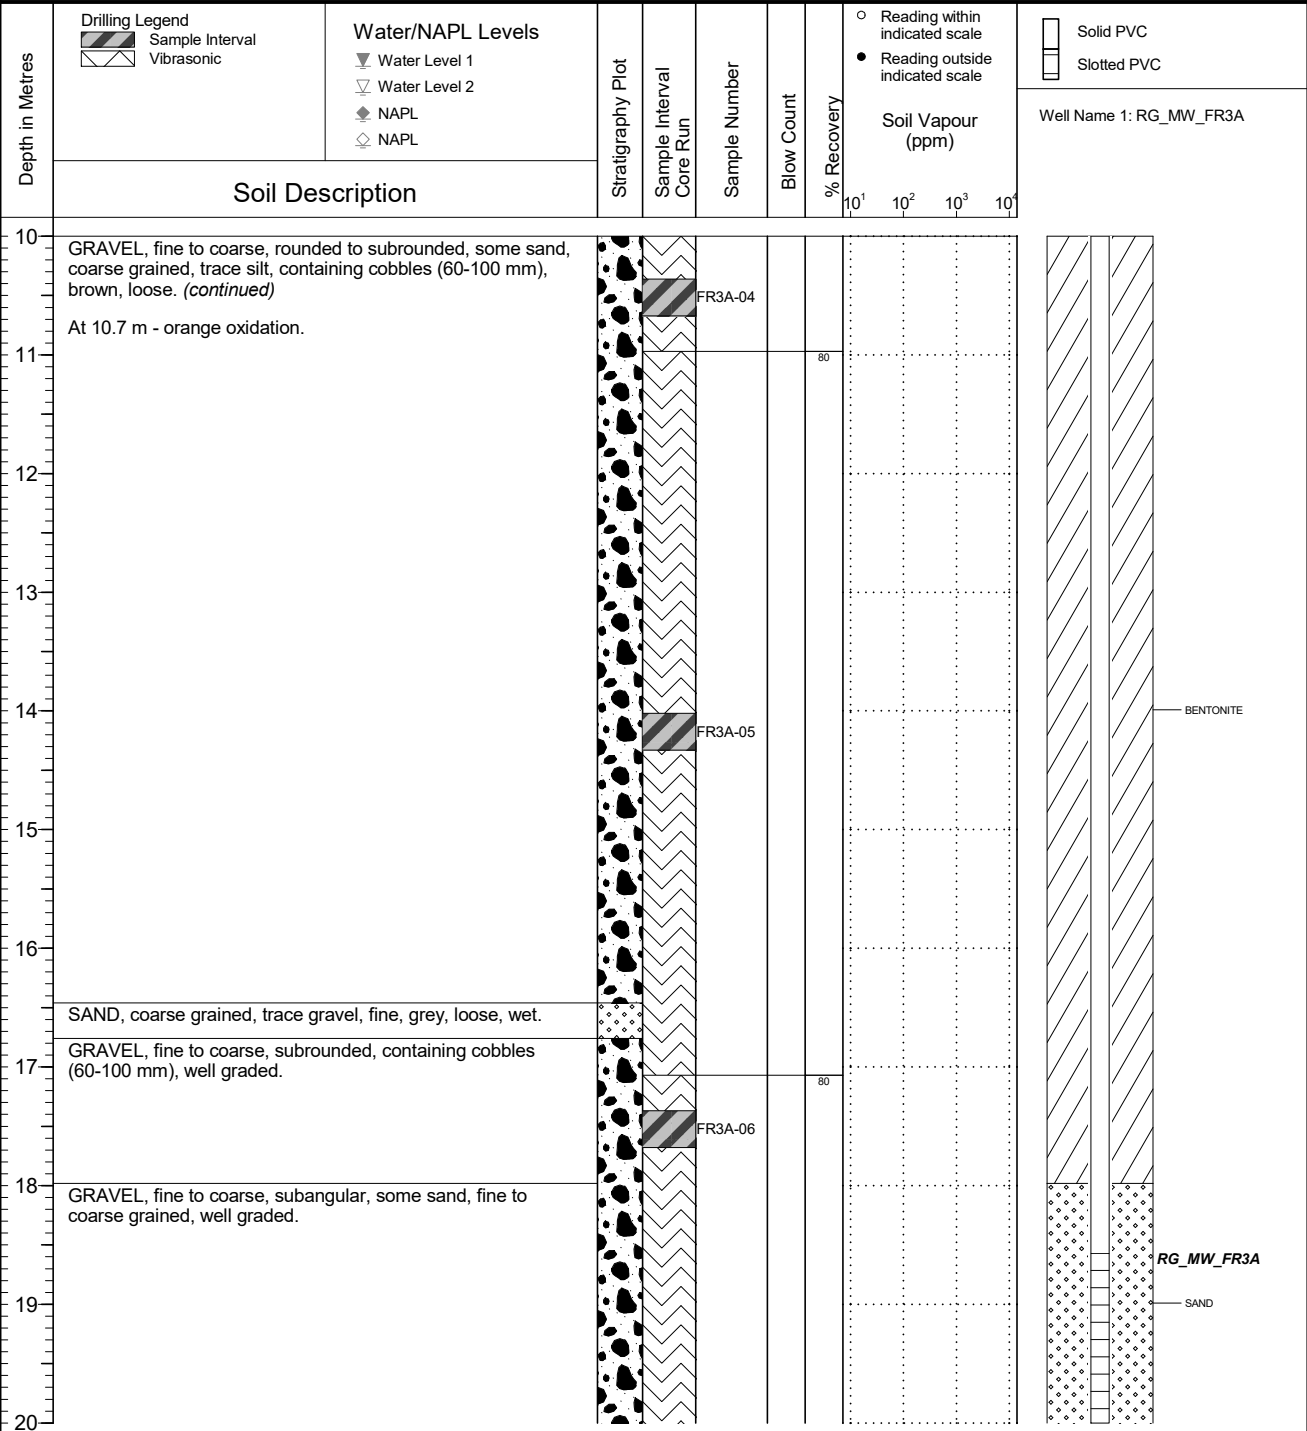 Drilling Legend
Sample Interval
Vibrasonic
Water/NAPL Levels
Water Level 1
Water Level 2
NAPL
NAPL
Depth in Metres
Soil Description
Stratigraphy Plot
Sample Interval
Core Run
Sample Number
Blow Count
% Recovery
Reading within
indicated scale
Reading outside
indicated scale
Soil Vapour
(ppm)
10¹ 10² 10³ 10⁴
Solid PVC
Slotted PVC
Well Name 1: RG_MW_FR3A
10
GRAVEL, fine to coarse, rounded to subrounded, some sand,
coarse grained, trace silt, containing cobbles (60-100 mm),
brown, loose. (continued)
FR3A-04
At 10.7 m - orange oxidation.
11
80
12
13
14
BENTONITE
FR3A-05
15
16
SAND, coarse grained, trace gravel, fine, grey, loose, wet.
GRAVEL, fine to coarse, subrounded, containing cobbles
(60-100 mm), well graded.
17
80
FR3A-06
18
GRAVEL, fine to coarse, subangular, some sand, fine to
coarse grained, well graded.
RG_MW_FR3A
19
SAND
20